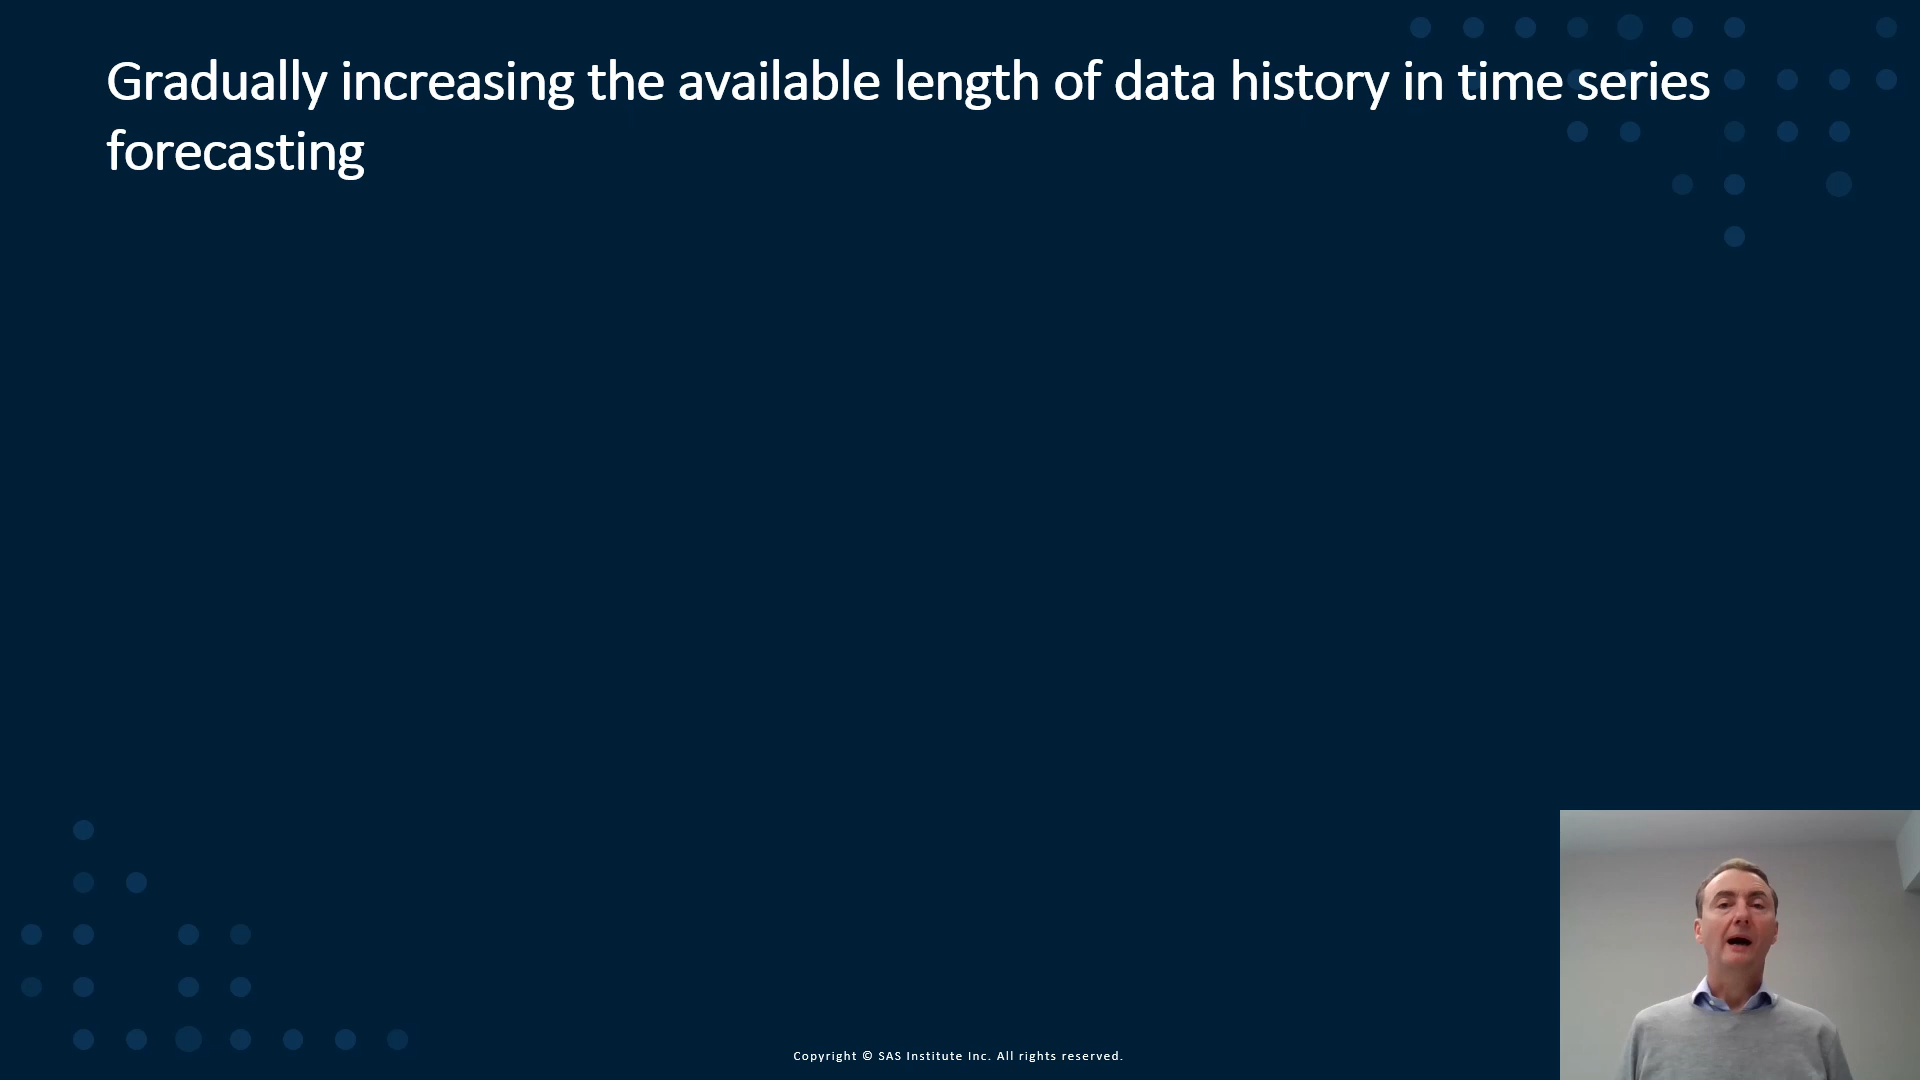 Gradually increasing the available length of data history in time series
forecasting
Copyright © SAS Institute Inc. All rights reserved.